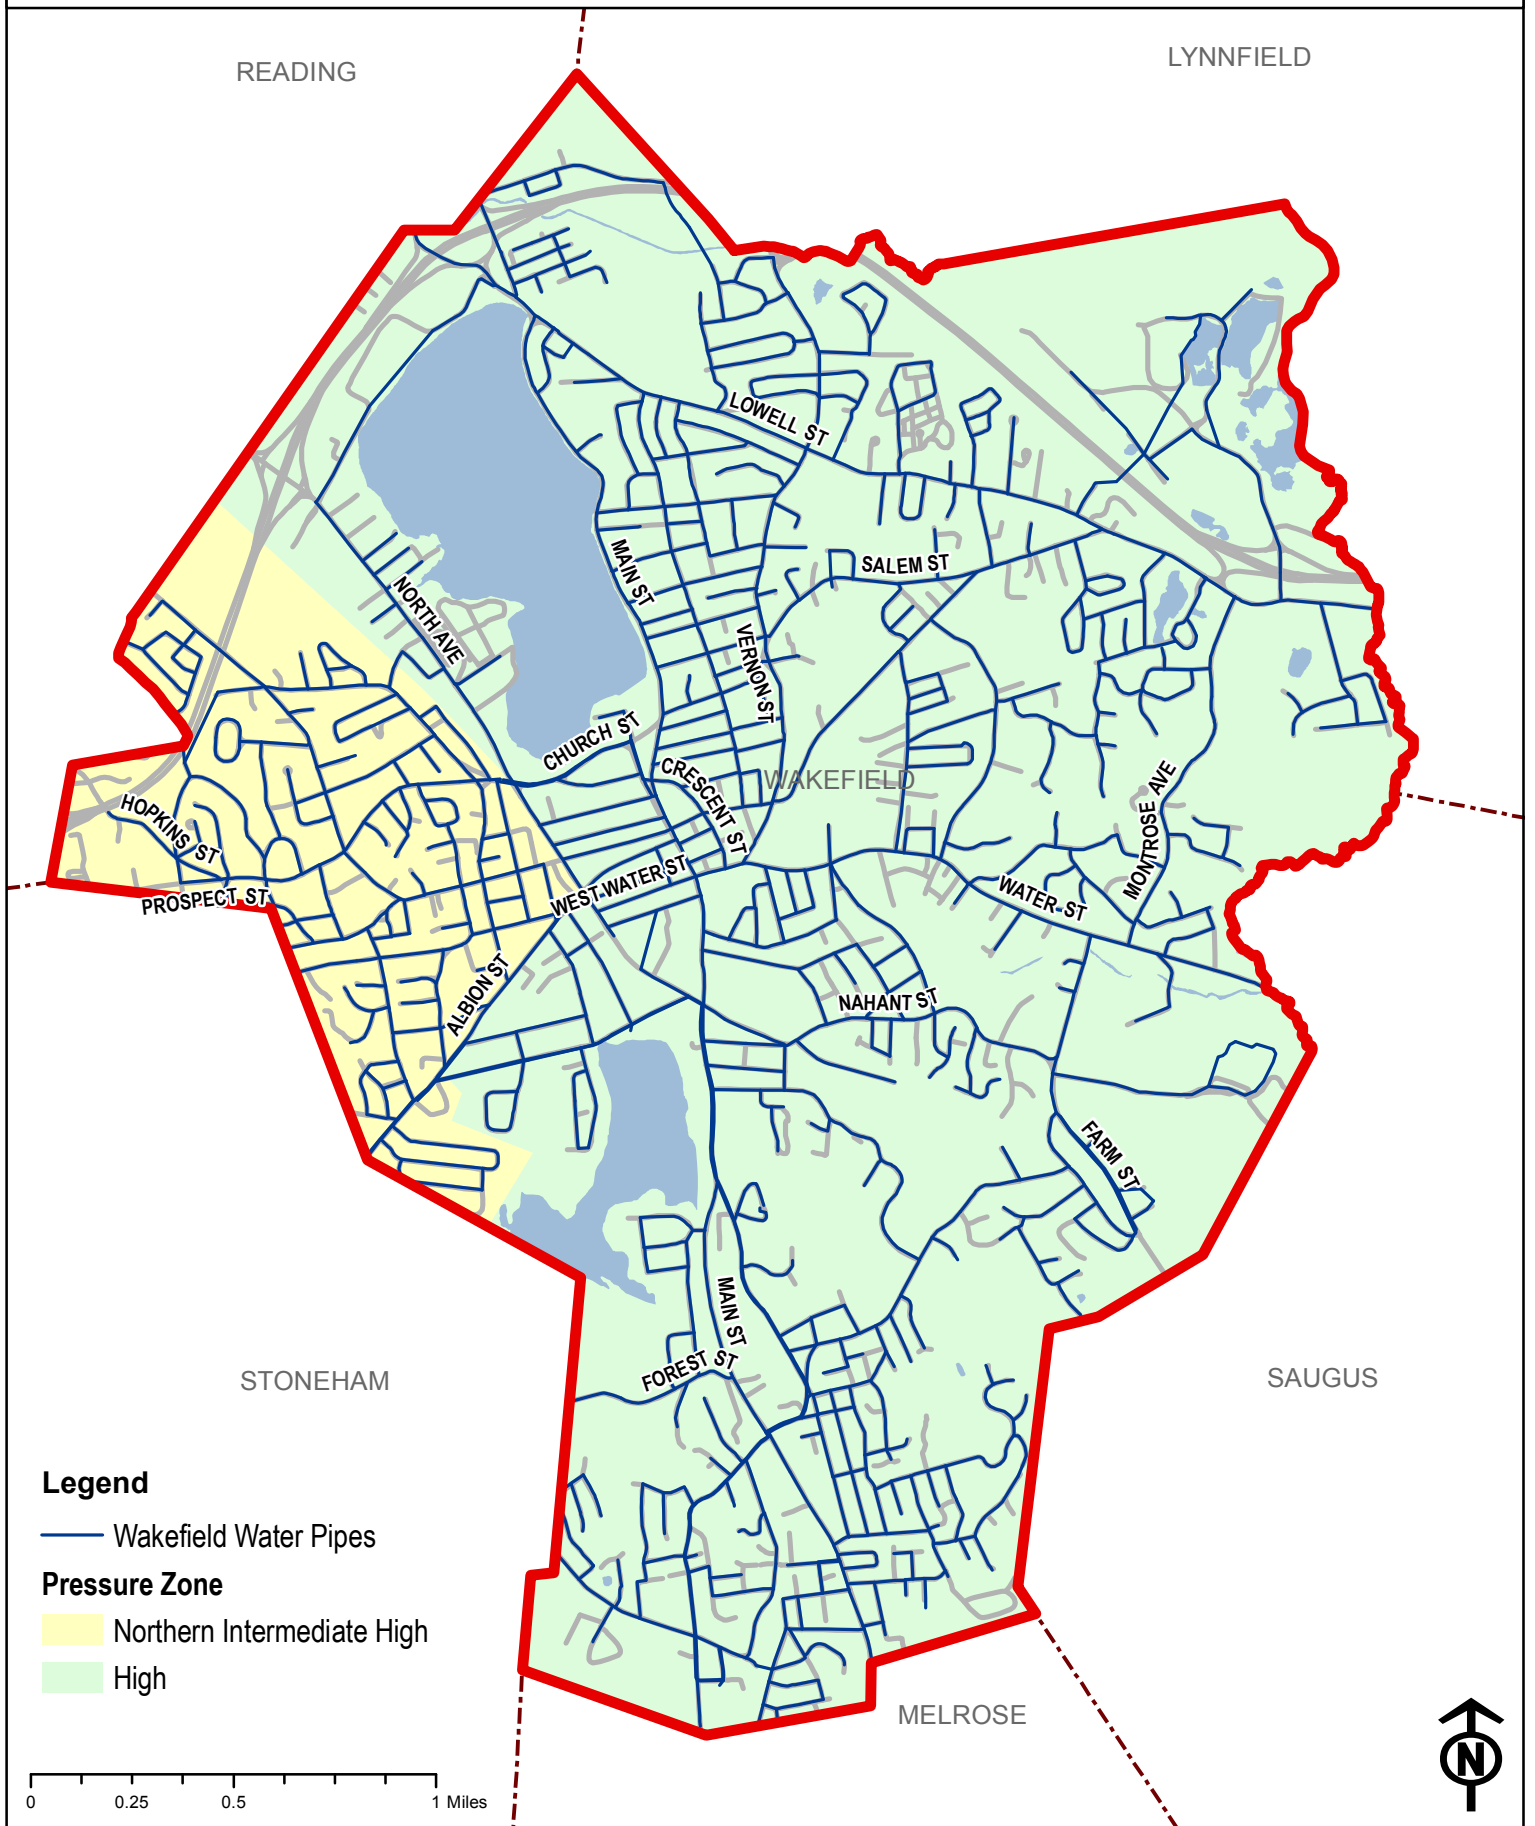 LYNNFIELD
READING
LOWELL ST
MAIN ST
SALEM ST
NORTH AVE
VERNON ST
CHURCH ST
CRESCENT ST
WAKEFIELD
MONTROSE AVE
HOPKINS ST
WEST WATER ST
PROSPECT ST
WATER ST
ALBION ST
NAHANT ST
FARM ST
MAIN ST
FOREST ST
STONEHAM
SAUGUS
Legend
Wakefield Water Pipes
Pressure Zone
Northern Intermediate High
High
MELROSE
N
0 0.25 0.5 1 Miles